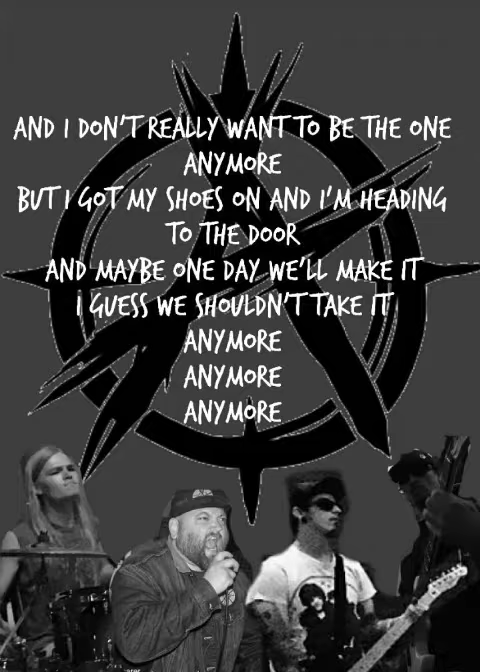 AND I DON'T REALLY WANT TO BE THE ONE
ANYMORE
BUT I GOT MY SHOES ON AND I'M HEADING
TO THE DOOR
AND MAYBE ONE DAY WE'LL MAKE IT
I GUESS WE SHOULDN'T TAKE IT
ANYMORE
ANYMORE
ANYMORE